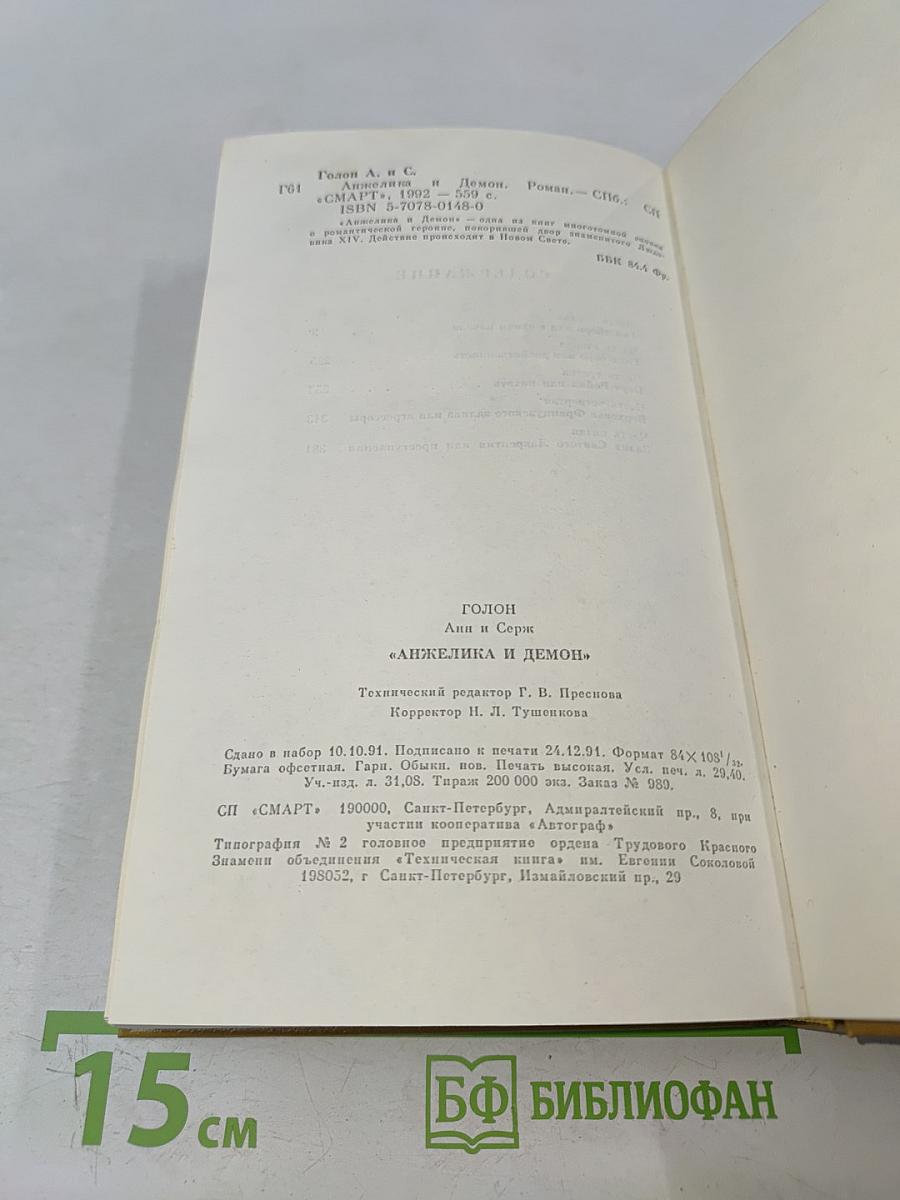 Голон А. и С.
Г61 Анжелика и Демон. Роман.— СПб.: СП
«СМАРТ», 1992 — 559 с.
ISBN 5-7078-0148-0
«Анжелика и Демон» — одна из книг многотомной эпопеи
о романтической героине, покорившей двор знаменитого Людо-
вика XIV. Действие происходит в Новом Свете.
ББК 84.4 Фр.
СОДЕРЖАНИЕ
ГОЛОН
Анн и Серж
«АНЖЕЛИКА И ДЕМОН»
Технический редактор Г. В. Преснова
Корректор Н. Л. Тушенкова
Сдано в набор 10.10.91. Подписано к печати 24.12.91. Формат 84×108¹/₃₂.
Бумага офсетная. Гарн. Обыкн. нов. Печать высокая. Усл. печ. л. 29,40.
Уч.-изд. л. 31,08. Тираж 200 000 экз. Заказ № 989.
СП «СМАРТ» 190000, Санкт-Петербург, Адмиралтейский пр., 8, при
участии кооператива «Автограф»
Типография № 2 головное предприятие ордена Трудового Красного
Знамени объединения «Техническая книга» им. Евгении Соколовой
198052, г Санкт-Петербург, Измайловский пр., 29
15 см
БФ БИБЛИОФАН